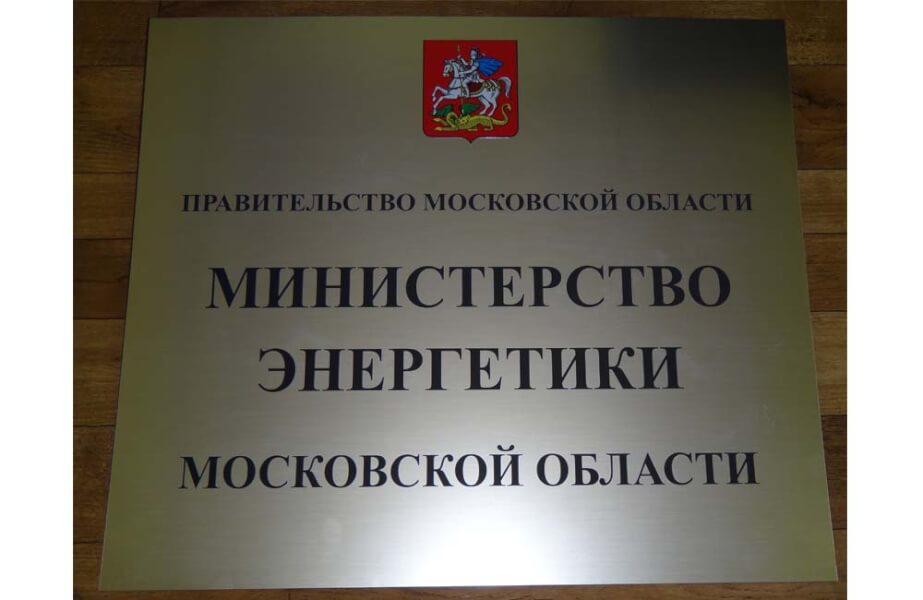 ПРАВИТЕЛЬСТВО МОСКОВСКОЙ ОБЛАСТИ
МИНИСТЕРСТВО
ЭНЕРГЕТИКИ
МОСКОВСКОЙ ОБЛАСТИ